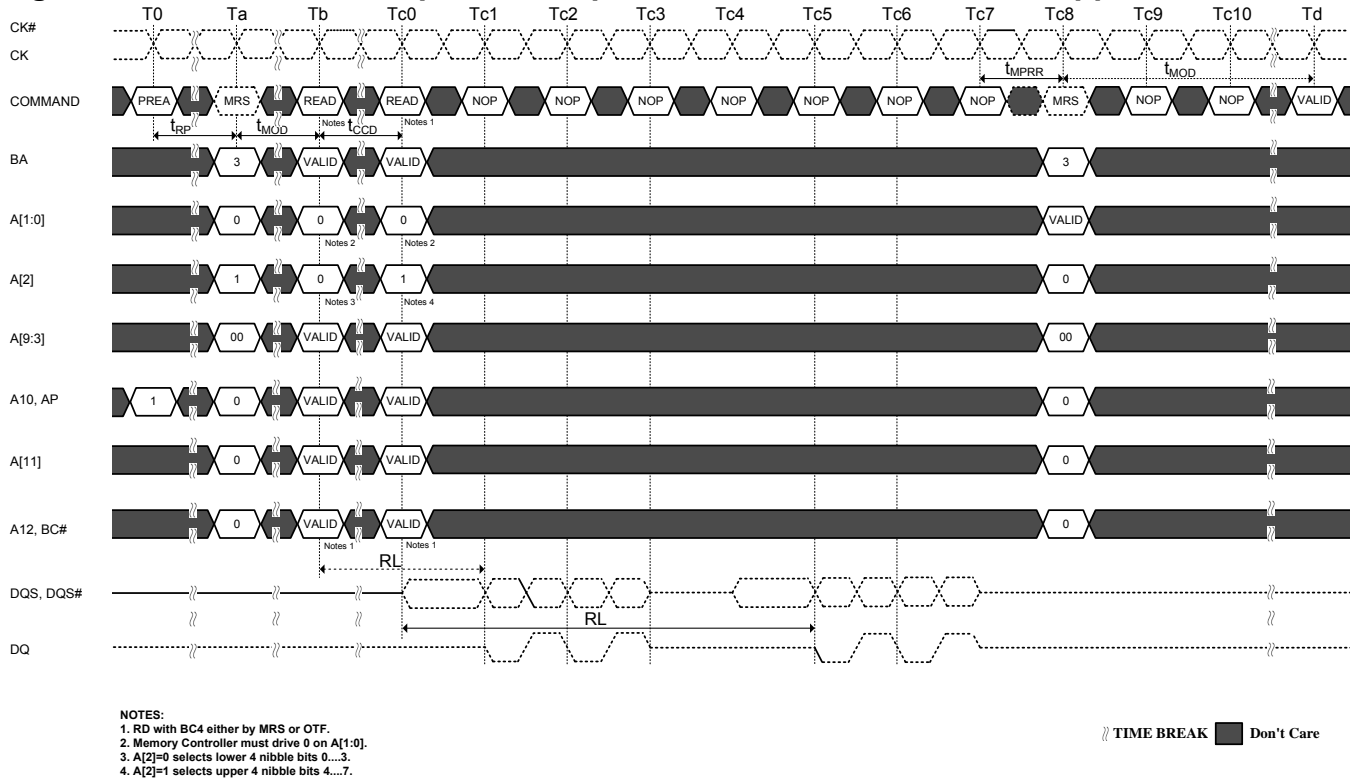 T0 Ta Tb Tc0 Tc1 Tc2 Tc3 Tc4 Tc5 Tc6 Tc7 Tc8 Tc9 Tc10 Td
CK#
CK
tMPRR tMOD
COMMAND PREA MRS READ READ NOP NOP NOP NOP NOP NOP NOP MRS NOP NOP VALID
Notes 1 Notes 1
tRP tMOD tCCD
BA 3 VALID VALID 3
A[1:0] 0 0 0 VALID
Notes 2 Notes 2
A[2] 1 0 1 0
Notes 3 Notes 4
A[9:3] 00 VALID VALID 00
A10, AP 1 0 VALID VALID 0
A[11] 0 VALID VALID 0
A12, BC# 0 VALID VALID 0
Notes 1 Notes 1
RL
DQS, DQS#
RL
DQ
NOTES:
1. RD with BC4 either by MRS or OTF.
2. Memory Controller must drive 0 on A[1:0].
3. A[2]=0 selects lower 4 nibble bits 0....3.
4. A[2]=1 selects upper 4 nibble bits 4....7.
TIME BREAK Don't Care